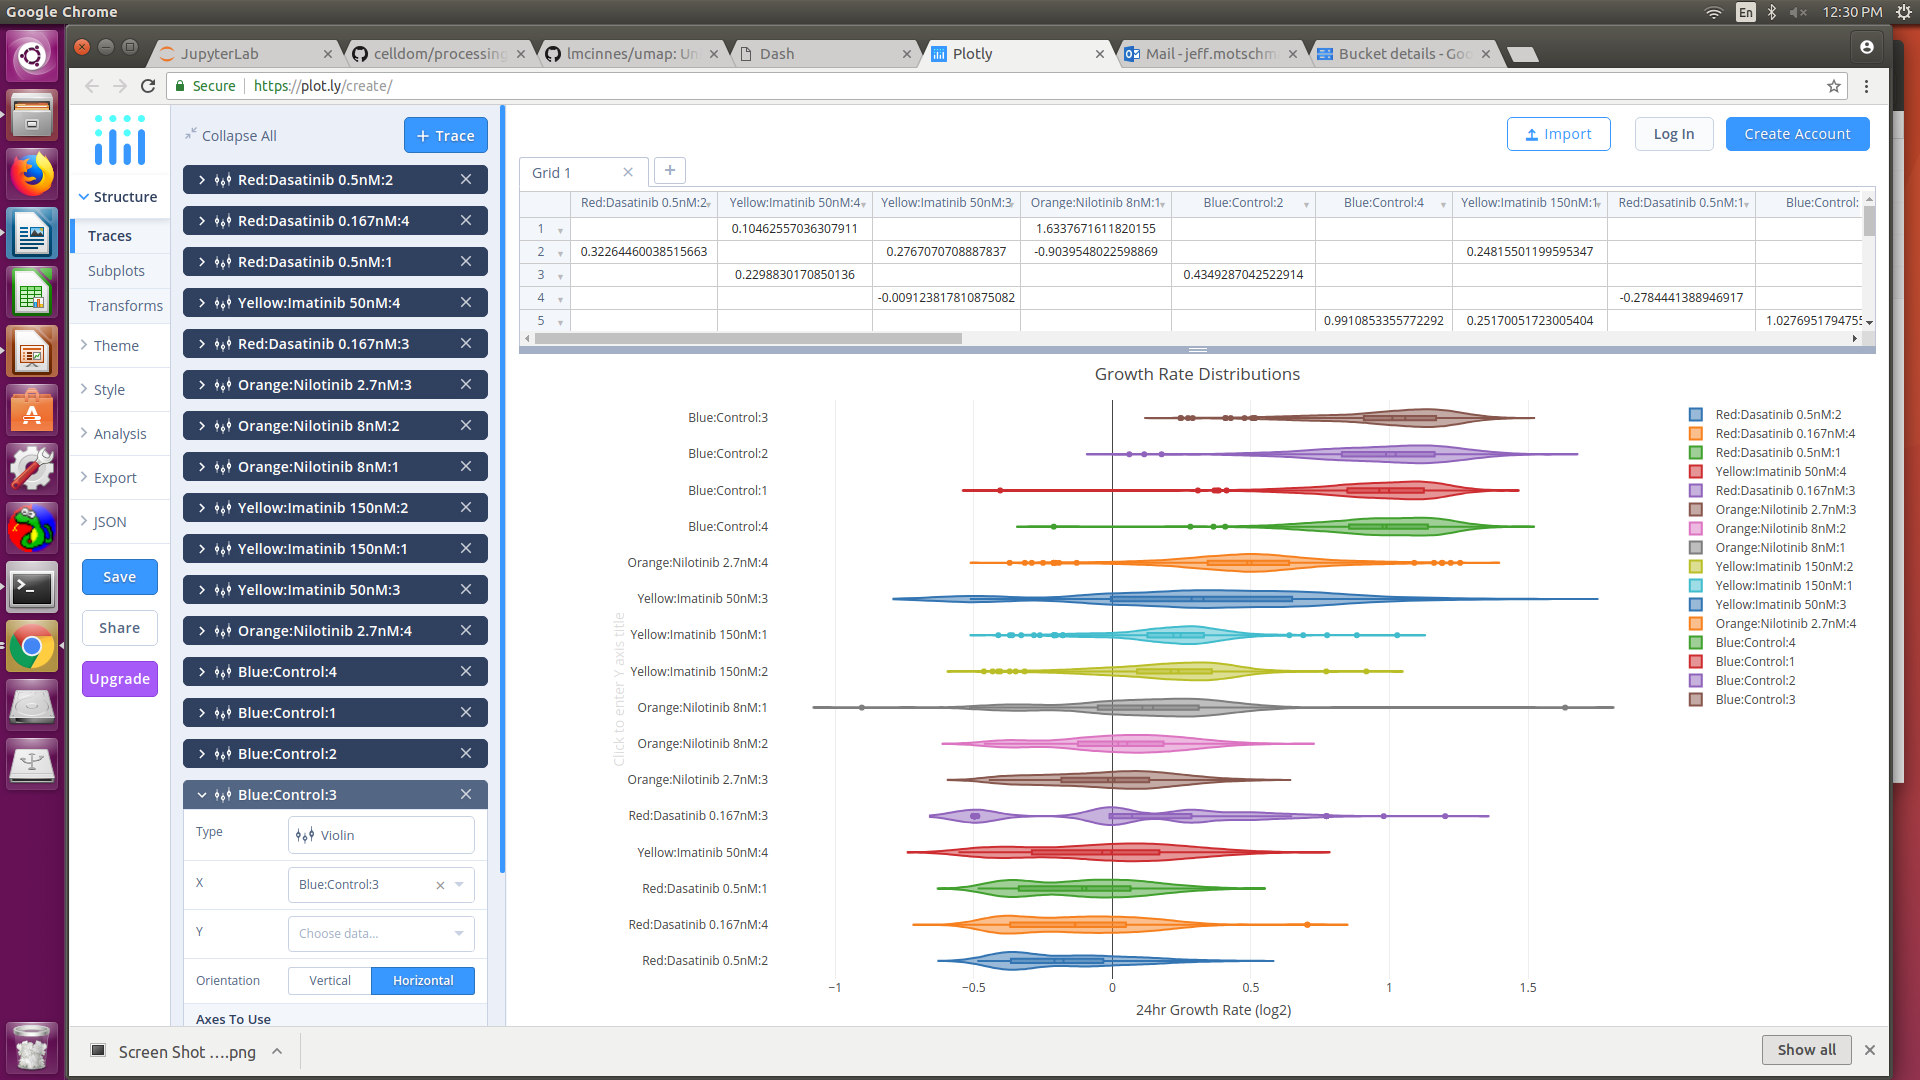 Google Chrome
En
12:30 PM
JupyterLab
celldom/processing
lmcinnes/umap: Un
Dash
Plotly
Mail - jeff.motschm
Bucket details - Goo
Secure
https://plot.ly/create/
Structure
Traces
Subplots
Transforms
Theme
Style
Analysis
Export
JSON
Save
Share
Upgrade
Collapse All
+ Trace
Red:Dasatinib 0.5nM:2
Red:Dasatinib 0.167nM:4
Red:Dasatinib 0.5nM:1
Yellow:Imatinib 50nM:4
Red:Dasatinib 0.167nM:3
Orange:Nilotinib 2.7nM:3
Orange:Nilotinib 8nM:2
Orange:Nilotinib 8nM:1
Yellow:Imatinib 150nM:2
Yellow:Imatinib 150nM:1
Yellow:Imatinib 50nM:3
Orange:Nilotinib 2.7nM:4
Blue:Control:4
Blue:Control:1
Blue:Control:2
Blue:Control:3
Type
Violin
X
Blue:Control:3
Y
Choose data...
Orientation
Vertical
Horizontal
Axes To Use
Import
Log In
Create Account
Grid 1
+
Red:Dasatinib 0.5nM:2 Yellow:Imatinib 50nM:4 Yellow:Imatinib 50nM:3 Orange:Nilotinib 8nM:1 Blue:Control:2 Blue:Control:4 Yellow:Imatinib 150nM:1 Red:Dasatinib 0.5nM:1 Blue:Control:
1 0.10462557036307911 1.6337671611820155
2 0.32264460038515663 0.2767070708887837 -0.9039548022598869 0.24815501199595347
3 0.2298830170850136 0.4349287042522914
4 -0.009123817810875082 -0.2784441388946917
5 0.9910853355772292 0.25170051723005404 1.0276951794755
Growth Rate Distributions
Click to enter Y axis title
Blue:Control:3
Blue:Control:2
Blue:Control:1
Blue:Control:4
Orange:Nilotinib 2.7nM:4
Yellow:Imatinib 50nM:3
Yellow:Imatinib 150nM:1
Yellow:Imatinib 150nM:2
Orange:Nilotinib 8nM:1
Orange:Nilotinib 8nM:2
Orange:Nilotinib 2.7nM:3
Red:Dasatinib 0.167nM:3
Yellow:Imatinib 50nM:4
Red:Dasatinib 0.5nM:1
Red:Dasatinib 0.167nM:4
Red:Dasatinib 0.5nM:2
−1 −0.5 0 0.5 1 1.5
24hr Growth Rate (log2)
Red:Dasatinib 0.5nM:2
Red:Dasatinib 0.167nM:4
Red:Dasatinib 0.5nM:1
Yellow:Imatinib 50nM:4
Red:Dasatinib 0.167nM:3
Orange:Nilotinib 2.7nM:3
Orange:Nilotinib 8nM:2
Orange:Nilotinib 8nM:1
Yellow:Imatinib 150nM:2
Yellow:Imatinib 150nM:1
Yellow:Imatinib 50nM:3
Orange:Nilotinib 2.7nM:4
Blue:Control:4
Blue:Control:1
Blue:Control:2
Blue:Control:3
Screen Shot ....png
Show all